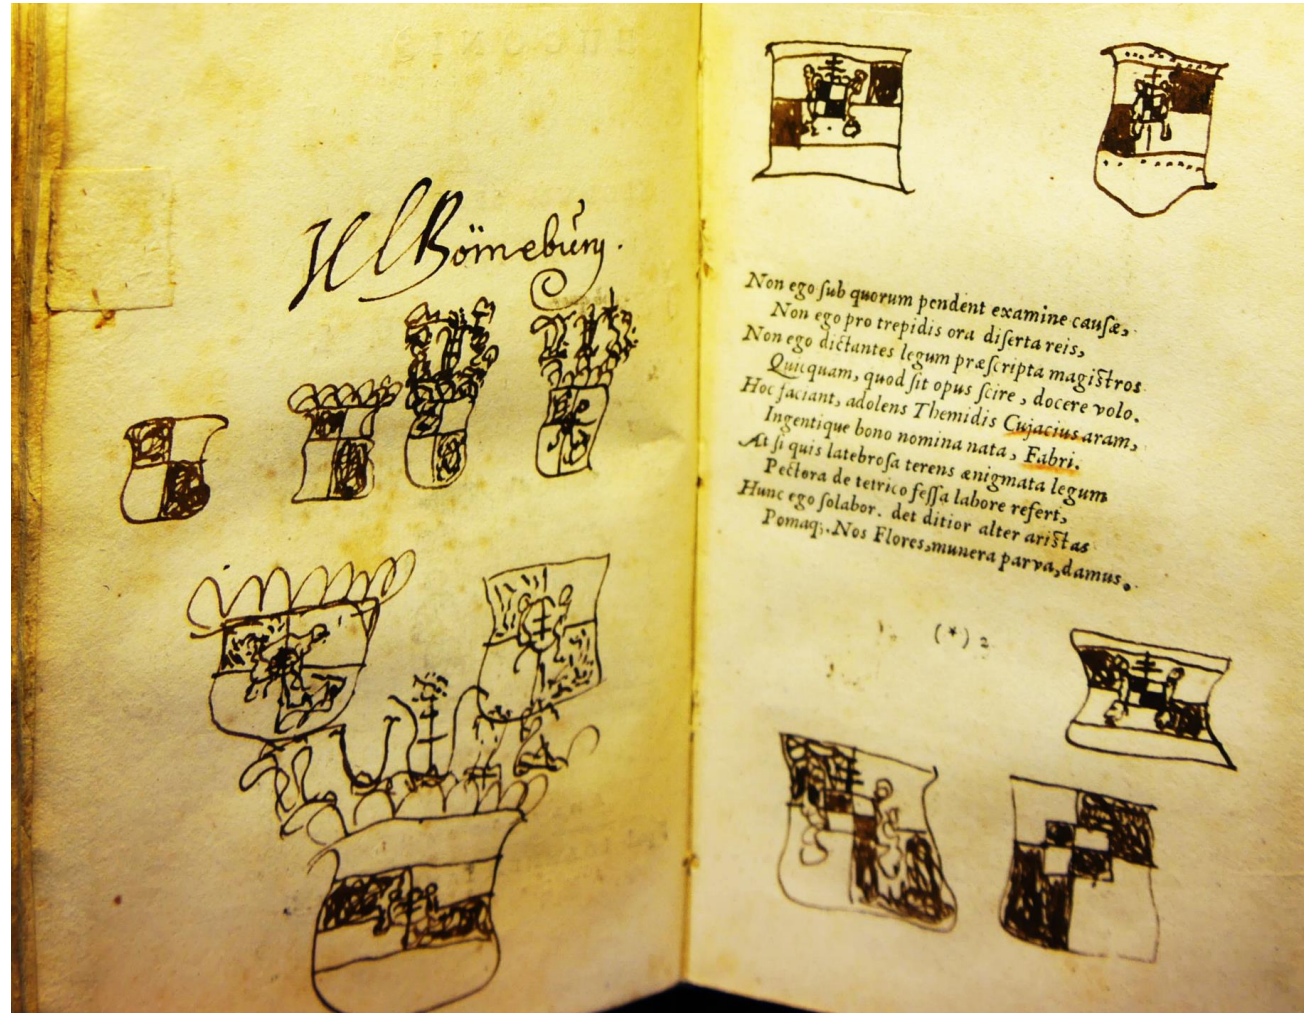 H L Böineburg.
Non ego ſub quorum pendent examine cauſæ,
Non ego pro trepidis ora diſerta reis,
Non ego dictantes legum præſcripta magiſtros
Quicquam, quod ſit opus ſcire, docere volo.
Hoc faciant, adolens Themidis Cujacius aram,
Ingentique bono nomina nata, Fabri.
At ſi quis latebroſa terens ænigmata legum
Pectora de tetrico feſſa labore refert,
Hunc ego ſolabor. det ditior alter ariſtas
Pomaq;. Nos Flores, munera parva, damus.
(*) 2